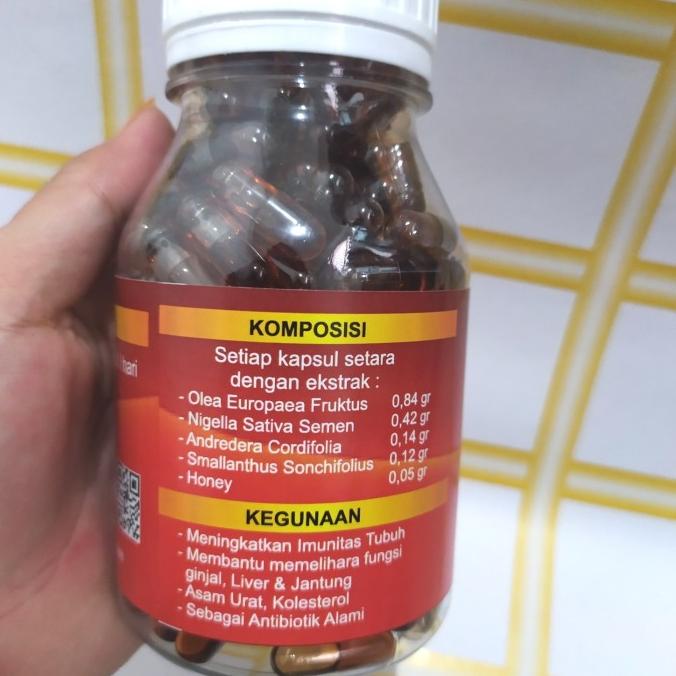 hari
KOMPOSISI
Setiap kapsul setara
dengan ekstrak :
- Olea Europaea Fruktus 0,84 gr
- Nigella Sativa Semen 0,42 gr
- Andredera Cordifolia 0,14 gr
- Smallanthus Sonchifolius 0,12 gr
- Honey 0,05 gr
KEGUNAAN
- Meningkatkan Imunitas Tubuh
- Membantu memelihara fungsi
ginjal, Liver & Jantung
- Asam Urat, Kolesterol
- Sebagai Antibiotik Alami